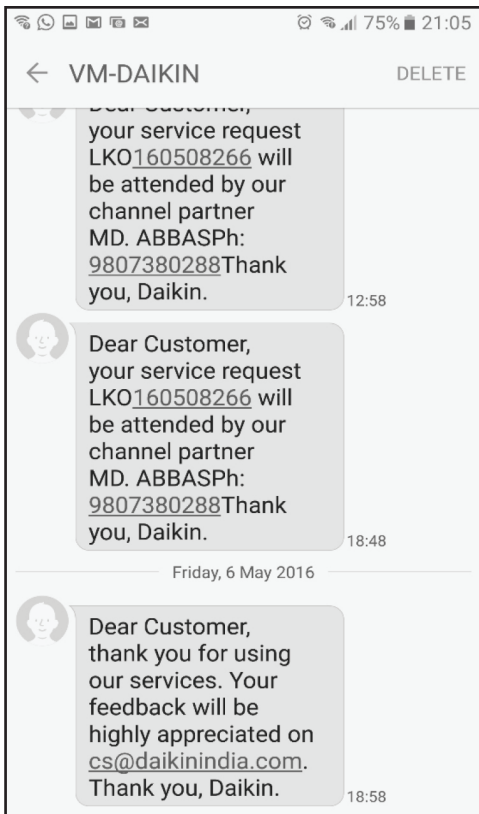 75% 21:05
VM-DAIKIN
DELETE
Dear Customer,
your service request
LKO160508266 will
be attended by our
channel partner
MD. ABBASPh:
9807380288Thank
you, Daikin.
12:58
Dear Customer,
your service request
LKO160508266 will
be attended by our
channel partner
MD. ABBASPh:
9807380288Thank
you, Daikin.
18:48
Friday, 6 May 2016
Dear Customer,
thank you for using
our services. Your
feedback will be
highly appreciated on
cs@daikinindia.com.
Thank you, Daikin.
18:58